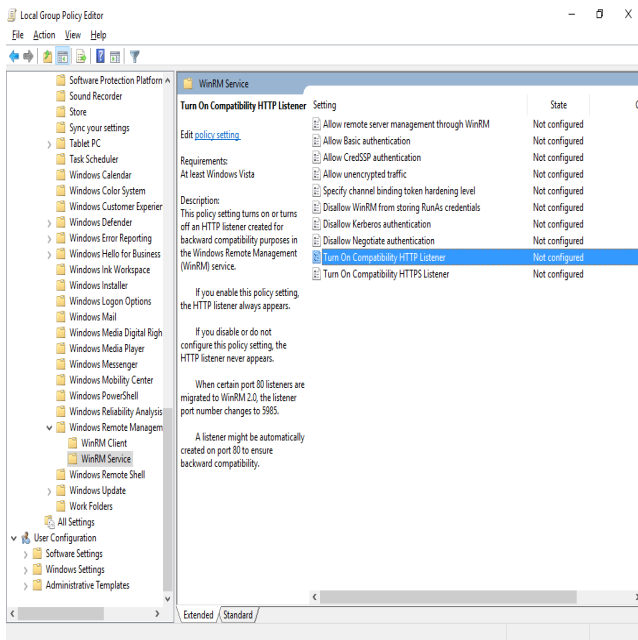 Local Group Policy Editor
File Action View Help
Software Protection Platform
Sound Recorder
Store
Sync your settings
Tablet PC
Task Scheduler
Windows Calendar
Windows Color System
Windows Customer Experier
Windows Defender
Windows Error Reporting
Windows Hello for Business
Windows Ink Workspace
Windows Installer
Windows Logon Options
Windows Mail
Windows Media Digital Righ
Windows Media Player
Windows Messenger
Windows Mobility Center
Windows PowerShell
Windows Reliability Analysis
Windows Remote Managem
WinRM Client
WinRM Service
Windows Remote Shell
Windows Update
Work Folders
All Settings
User Configuration
Software Settings
Windows Settings
Administrative Templates
WinRM Service
Turn On Compatibility HTTP Listener
Edit policy setting
Requirements:
At least Windows Vista
Description:
This policy setting turns on or turns
off an HTTP listener created for
backward compatibility purposes in
the Windows Remote Management
(WinRM) service.
If you enable this policy setting,
the HTTP listener always appears.
If you disable or do not
configure this policy setting, the
HTTP listener never appears.
When certain port 80 listeners are
migrated to WinRM 2.0, the listener
port number changes to 5985.
A listener might be automatically
created on port 80 to ensure
backward compatibility.
Setting State
Allow remote server management through WinRM Not configured
Allow Basic authentication Not configured
Allow CredSSP authentication Not configured
Allow unencrypted traffic Not configured
Specify channel binding token hardening level Not configured
Disallow WinRM from storing RunAs credentials Not configured
Disallow Kerberos authentication Not configured
Disallow Negotiate authentication Not configured
Turn On Compatibility HTTP Listener Not configured
Turn On Compatibility HTTPS Listener Not configured
Extended Standard